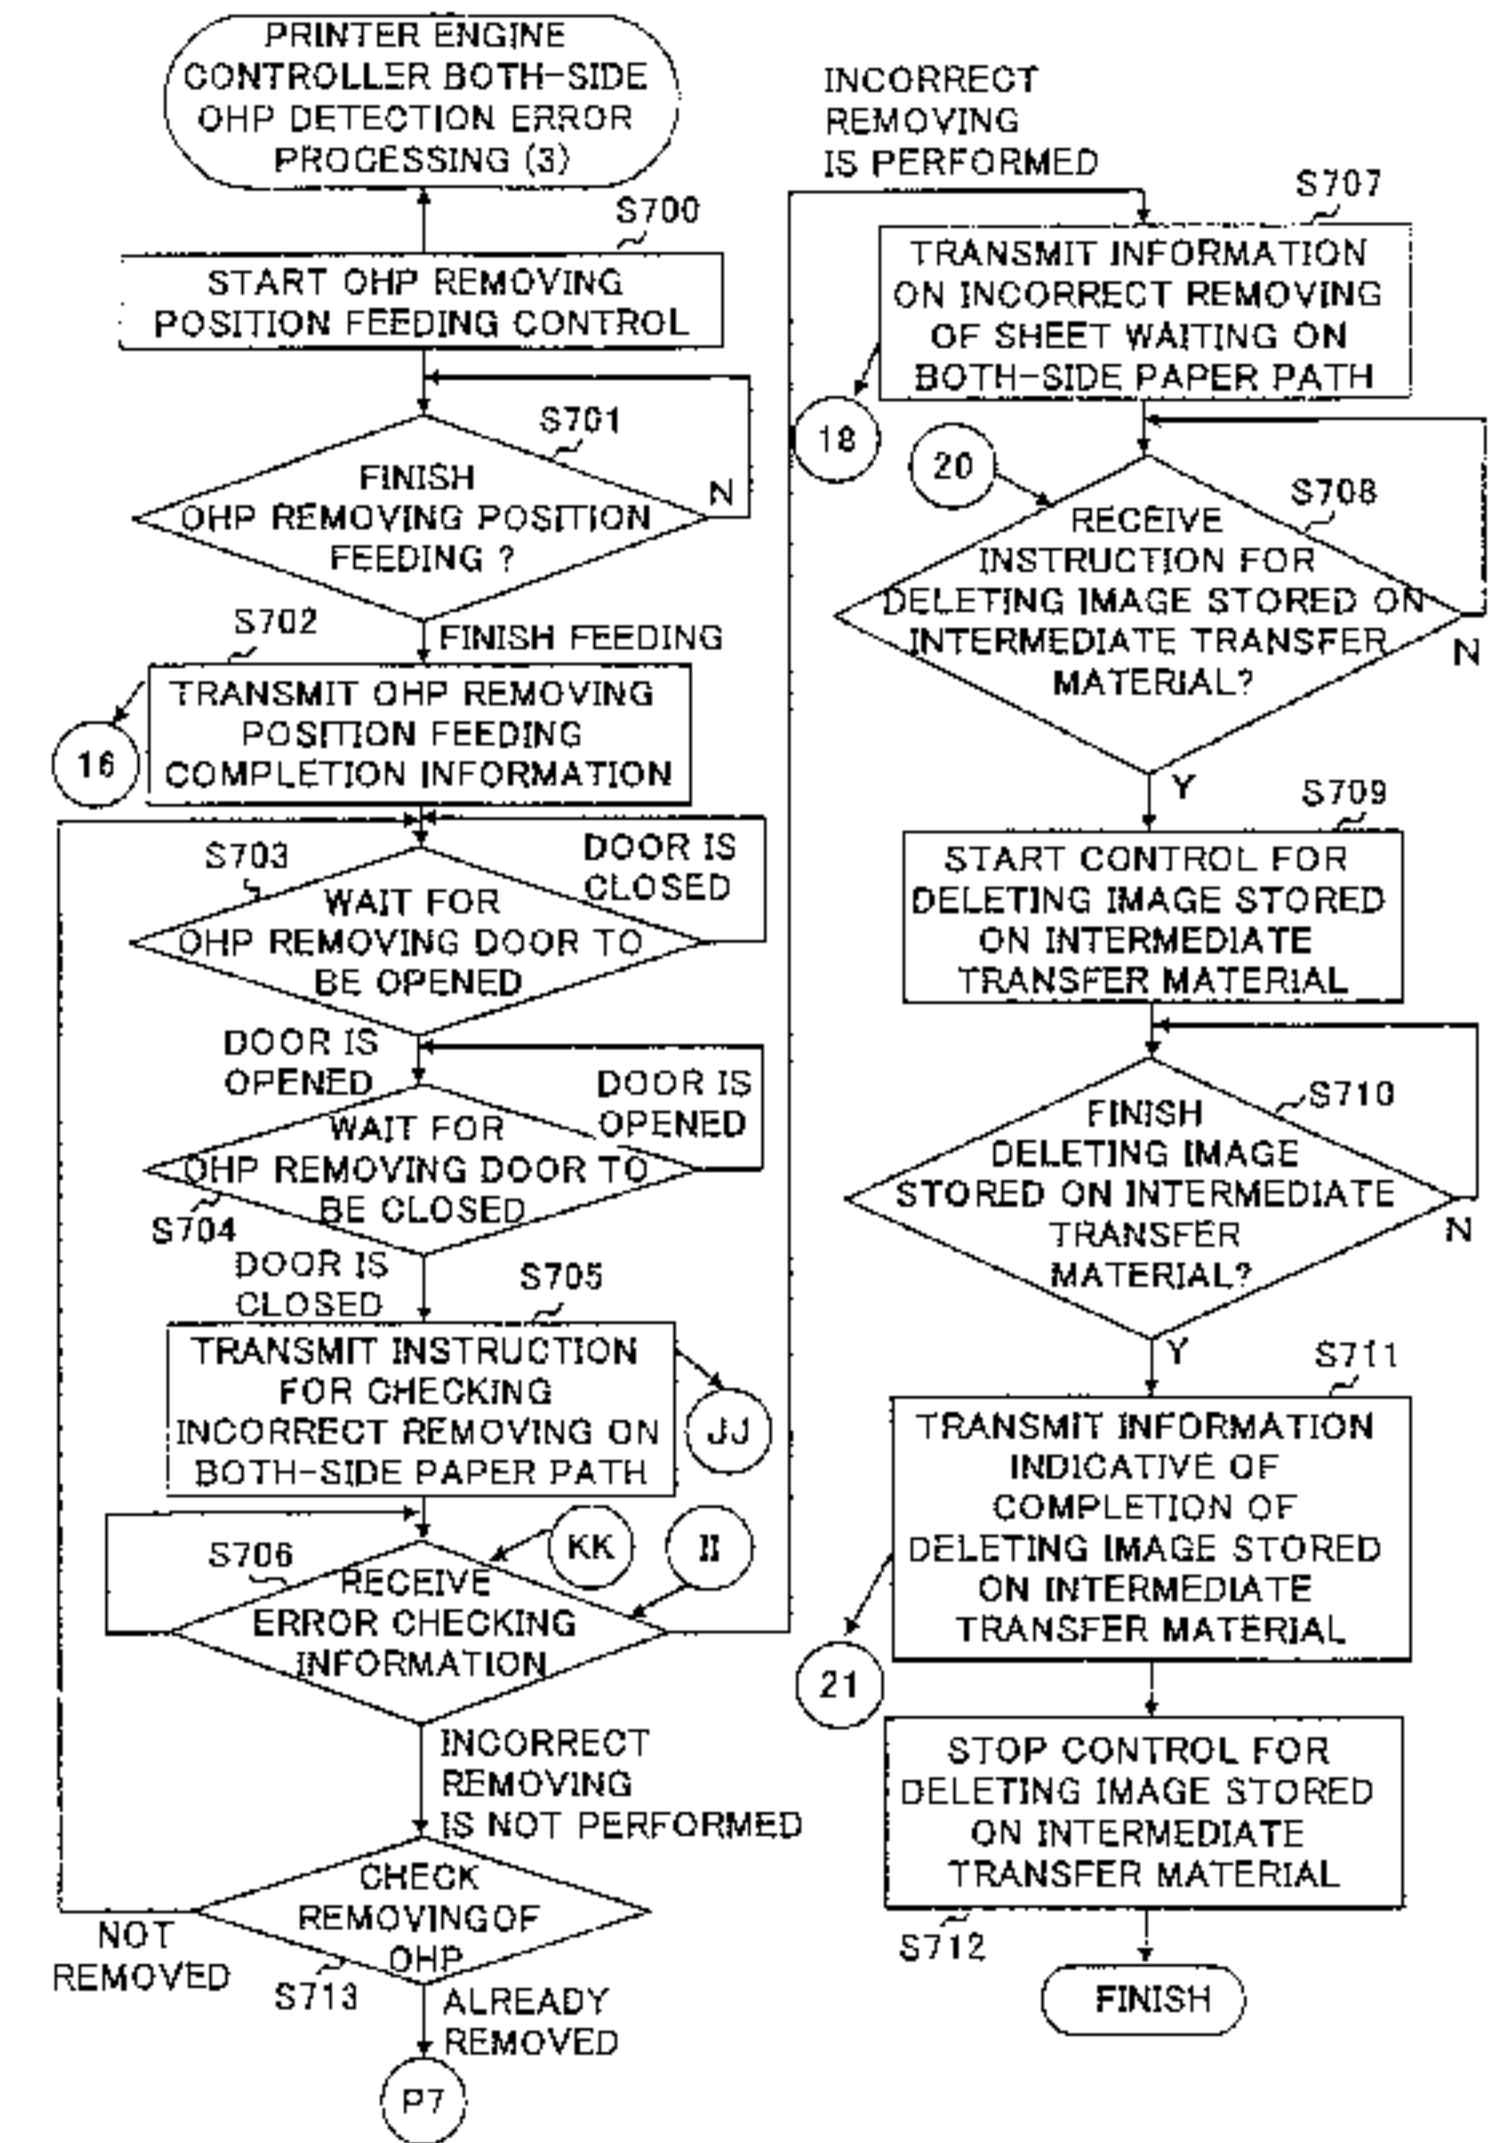 PRINTER ENGINE
CONTROLLER BOTH-SIDE
OHP DETECTION ERROR
PROCESSING (3)
S700
START OHP REMOVING
POSITION FEEDING CONTROL
S701
FINISH
OHP REMOVING POSITION
FEEDING ?
N
S702
FINISH FEEDING
TRANSMIT OHP REMOVING
POSITION FEEDING
COMPLETION INFORMATION
16
S703
DOOR IS
CLOSED
WAIT FOR
OHP REMOVING DOOR TO
BE OPENED
DOOR IS
OPENED
DOOR IS
OPENED
WAIT FOR
OHP REMOVING DOOR TO
BE CLOSED
S704
DOOR IS
CLOSED
S705
TRANSMIT INSTRUCTION
FOR CHECKING
INCORRECT REMOVING ON
BOTH-SIDE PAPER PATH
JJ
KK
II
S706
RECEIVE
ERROR CHECKING
INFORMATION
INCORRECT
REMOVING
IS NOT PERFORMED
CHECK
REMOVINGOF
OHP
NOT
REMOVED
S713
ALREADY
REMOVED
P7
INCORRECT
REMOVING
IS PERFORMED
S707
TRANSMIT INFORMATION
ON INCORRECT REMOVING
OF SHEET WAITING ON
BOTH-SIDE PAPER PATH
18
20
S708
RECEIVE
INSTRUCTION FOR
DELETING IMAGE STORED ON
INTERMEDIATE TRANSFER
MATERIAL?
N
Y
S709
START CONTROL FOR
DELETING IMAGE STORED
ON INTERMEDIATE
TRANSFER MATERIAL
S710
FINISH
DELETING IMAGE
STORED ON INTERMEDIATE
TRANSFER
MATERIAL?
N
Y
S711
TRANSMIT INFORMATION
INDICATIVE OF
COMPLETION OF
DELETING IMAGE STORED
ON INTERMEDIATE
TRANSFER MATERIAL
21
STOP CONTROL FOR
DELETING IMAGE STORED
ON INTERMEDIATE
TRANSFER MATERIAL
S712
FINISH